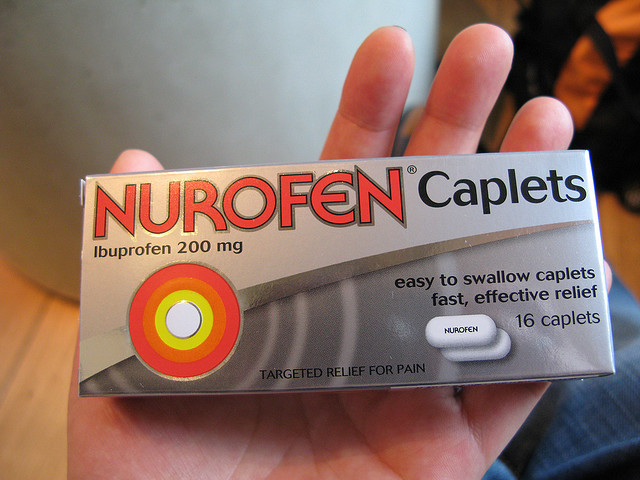 NUROFEN® Caplets
Ibuprofen 200 mg
easy to swallow caplets
fast, effective relief
16 caplets
NUROFEN
TARGETED RELIEF FOR PAIN